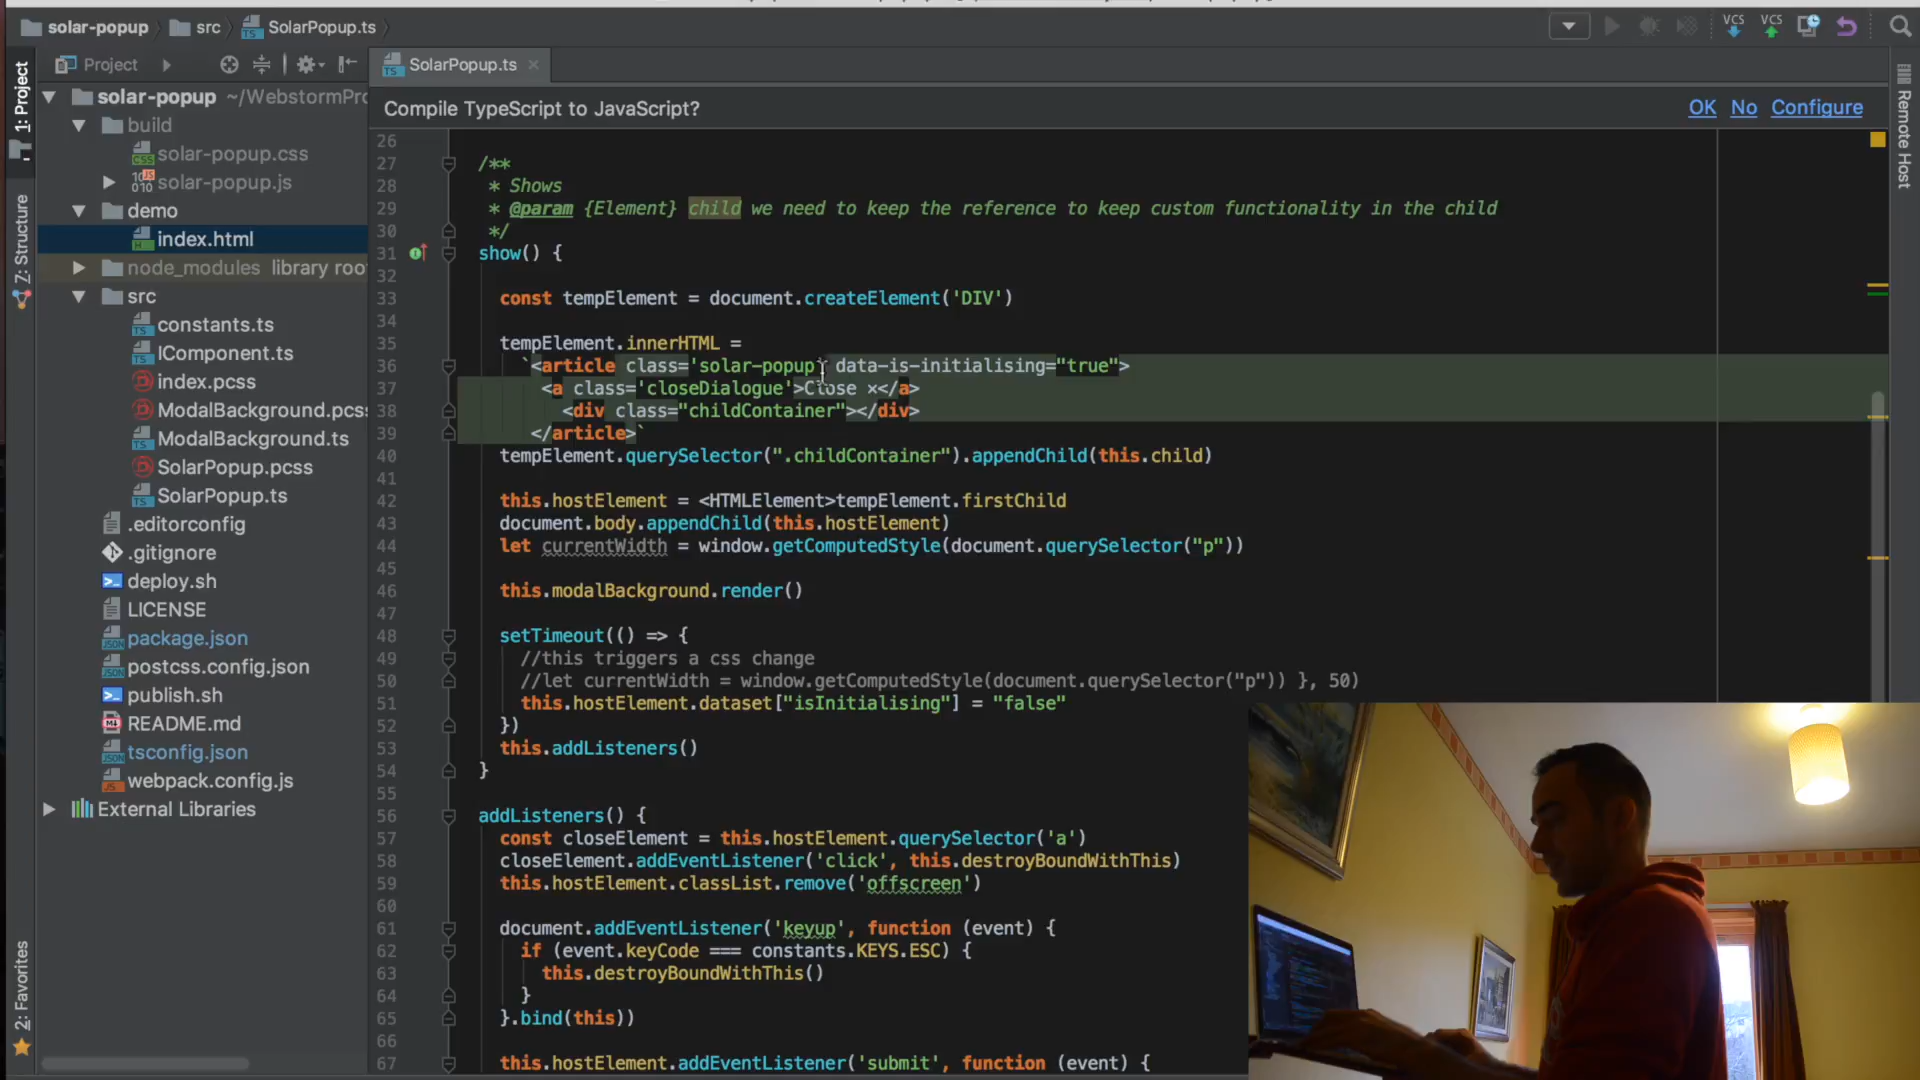 solar-popup
src
SolarPopup.ts
VCS
VCS
1: Project
Z: Structure
2: Favorites
Project
solar-popup ~/WebstormPro
build
solar-popup.css
solar-popup.js
demo
index.html
node_modules library roo
src
constants.ts
IComponent.ts
index.pcss
ModalBackground.pcss
ModalBackground.ts
SolarPopup.pcss
SolarPopup.ts
.editorconfig
.gitignore
deploy.sh
LICENSE
package.json
postcss.config.json
publish.sh
README.md
tsconfig.json
webpack.config.js
External Libraries
SolarPopup.ts
Compile TypeScript to JavaScript?
OK No Configure
Remote Host
26
27 /**
28 * Shows
29 * @param {Element} child we need to keep the reference to keep custom functionality in the child
30 */
31 show() {
32
33 const tempElement = document.createElement('DIV')
34
35 tempElement.innerHTML =
36 `<article class='solar-popup' data-is-initialising="true">
37 <a class='closeDialogue'>Close ×</a>
38 <div class="childContainer"></div>
39 </article>`
40 tempElement.querySelector(".childContainer").appendChild(this.child)
41
42 this.hostElement = <HTMLElement>tempElement.firstChild
43 document.body.appendChild(this.hostElement)
44 let currentWidth = window.getComputedStyle(document.querySelector("p"))
45
46 this.modalBackground.render()
47
48 setTimeout(() => {
49 //this triggers a css change
50 //let currentWidth = window.getComputedStyle(document.querySelector("p")) }, 50)
51 this.hostElement.dataset["isInitialising"] = "false"
52 })
53 this.addListeners()
54 }
55
56 addListeners() {
57 const closeElement = this.hostElement.querySelector('a')
58 closeElement.addEventListener('click', this.destroyBoundWithThis)
59 this.hostElement.classList.remove('offscreen')
60
61 document.addEventListener('keyup', function (event) {
62 if (event.keyCode === constants.KEYS.ESC) {
63 this.destroyBoundWithThis()
64 }
65 }.bind(this))
66
67 this.hostElement.addEventListener('submit', function (event) {